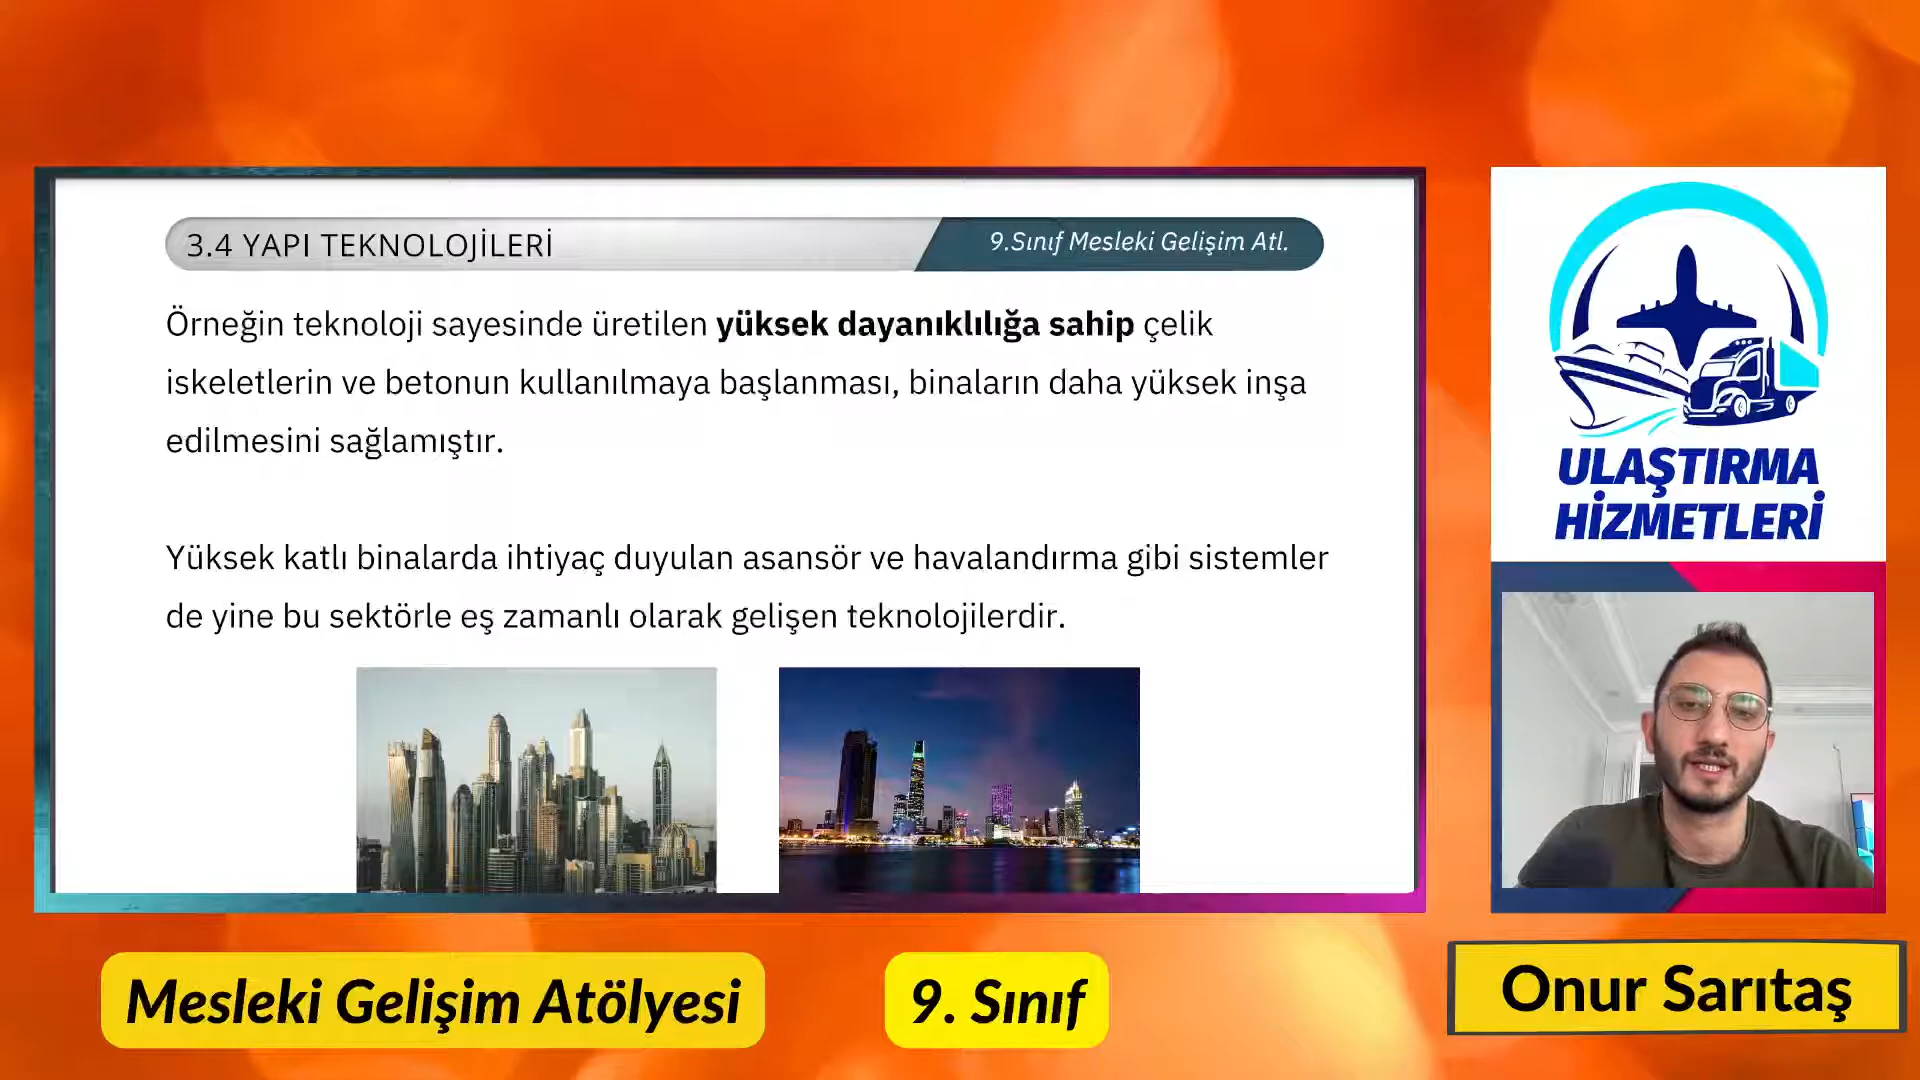 3.4 YAPI TEKNOLOJİLERİ
9.Sınıf Mesleki Gelişim Atl.
Örneğin teknoloji sayesinde üretilen yüksek dayanıklılığa sahip çelik
iskeletlerin ve betonun kullanılmaya başlanması, binaların daha yüksek inşa
edilmesini sağlamıştır.
Yüksek katlı binalarda ihtiyaç duyulan asansör ve havalandırma gibi sistemler
de yine bu sektörle eş zamanlı olarak gelişen teknolojilerdir.
ULAŞTIRMA
HİZMETLERİ
Mesleki Gelişim Atölyesi
9. Sınıf
Onur Sarıtaş